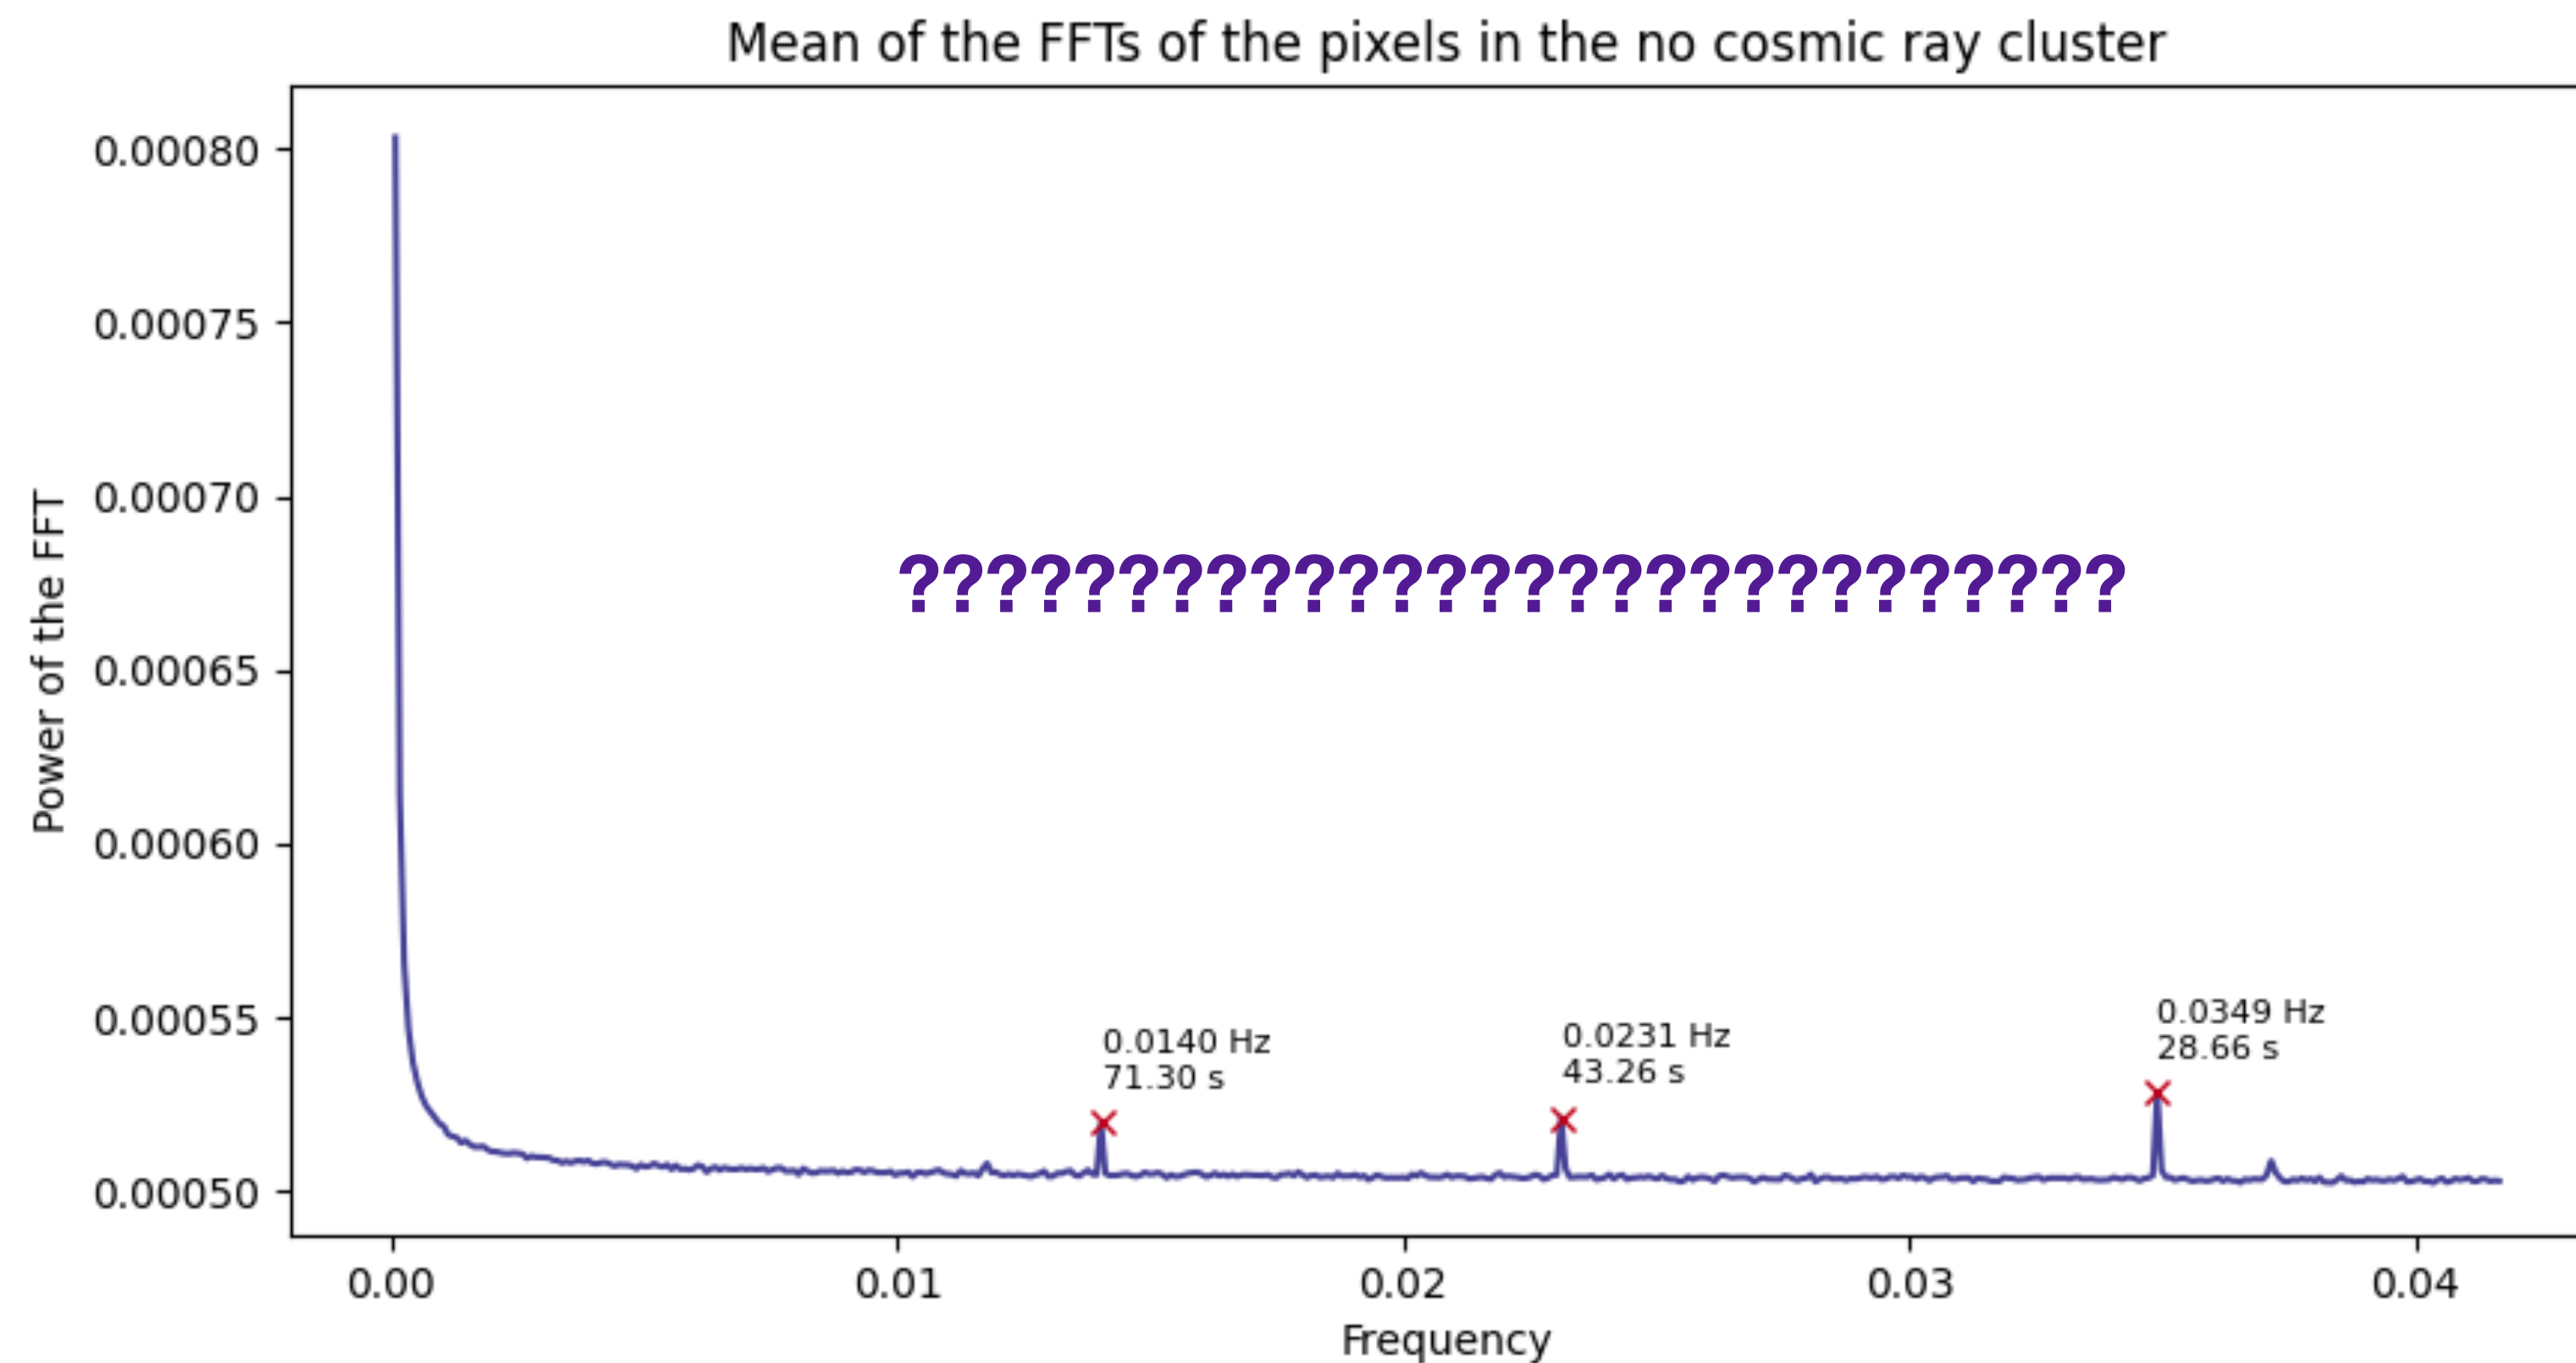 Mean of the FFTs of the pixels in the no cosmic ray cluster
Power of the FFT
0.00080
0.00075
0.00070
0.00065
0.00060
0.00055
0.00050
????????????????????????????
0.0140 Hz
71.30 s
0.0231 Hz
43.26 s
0.0349 Hz
28.66 s
0.00 0.01 0.02 0.03 0.04
Frequency